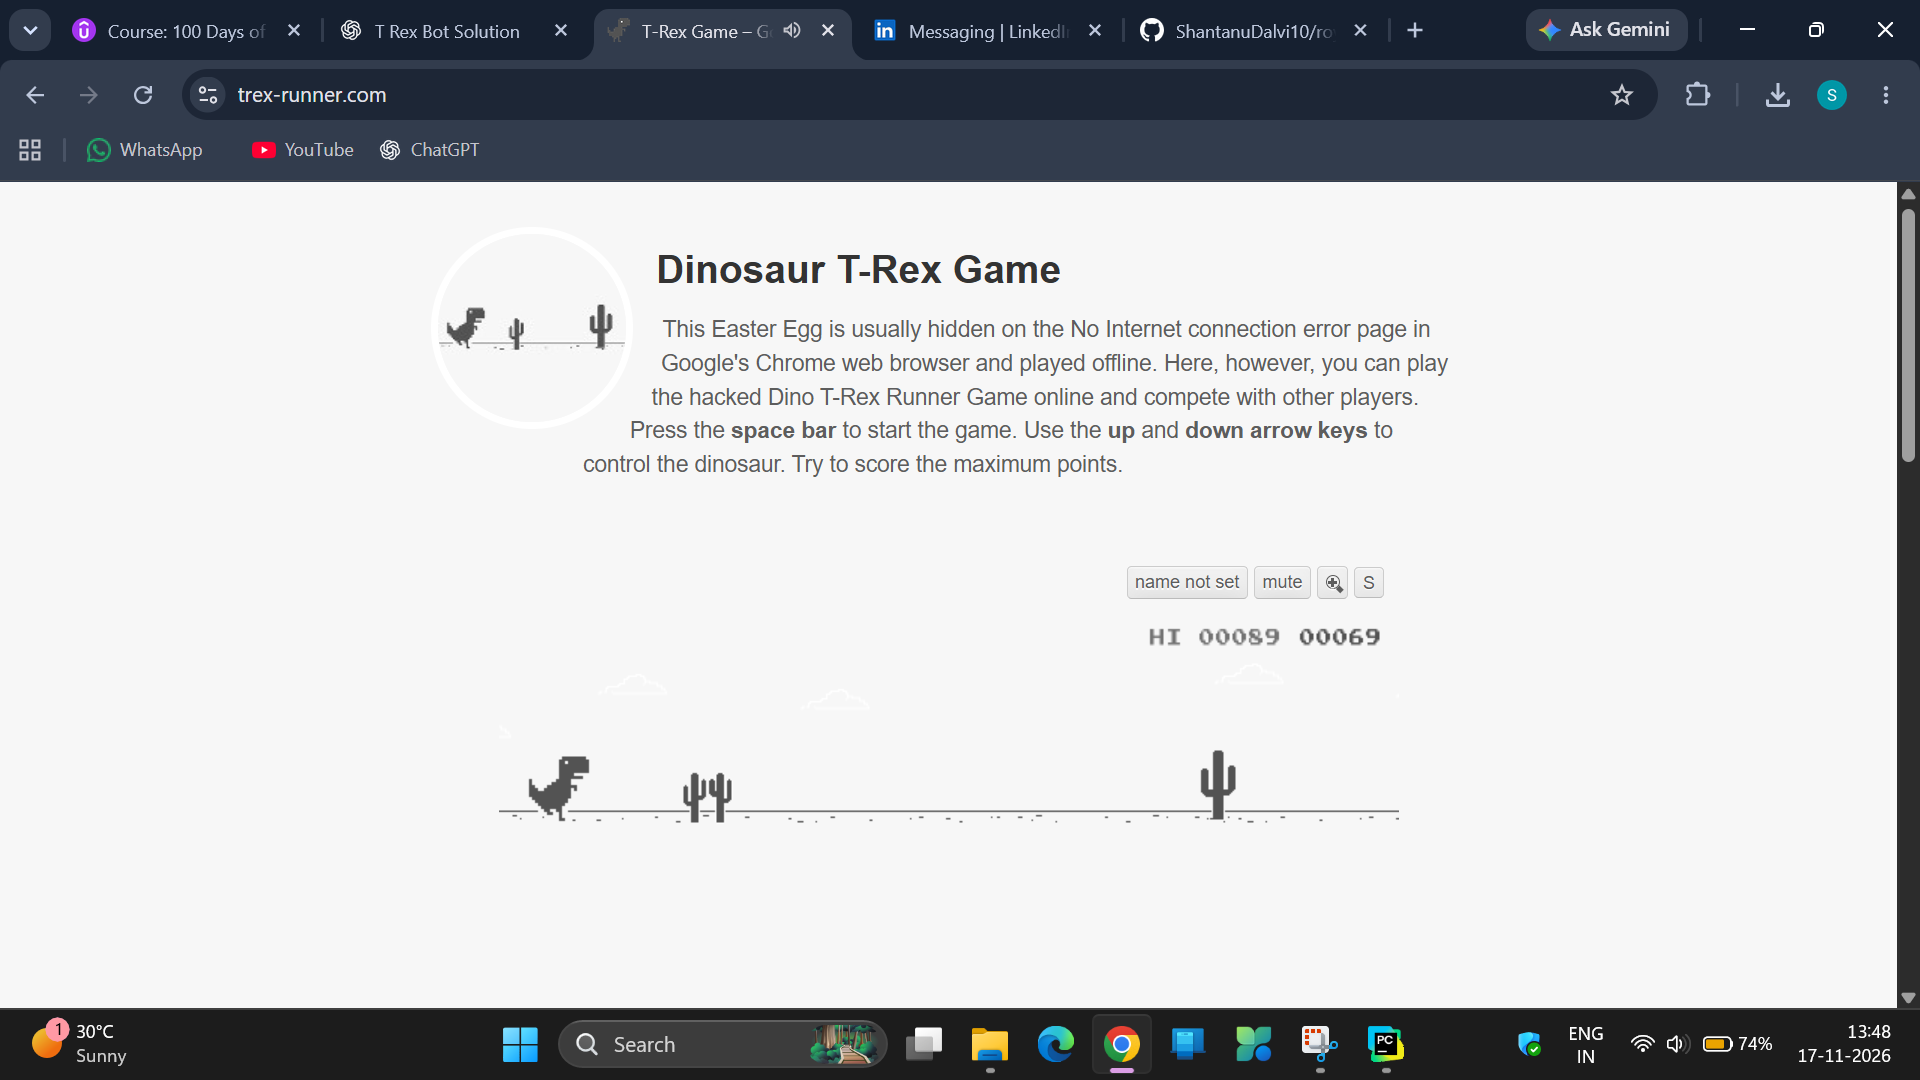 Course: 100 Days of
T Rex Bot Solution
T-Rex Game – G
Messaging | LinkedI
ShantanuDalvi10/ro
Ask Gemini
trex-runner.com
S
WhatsApp
YouTube
ChatGPT
Dinosaur T-Rex Game
This Easter Egg is usually hidden on the No Internet connection error page in
Google's Chrome web browser and played offline. Here, however, you can play
the hacked Dino T-Rex Runner Game online and compete with other players.
Press the space bar to start the game. Use the up and down arrow keys to
control the dinosaur. Try to score the maximum points.
name not set
mute
S
HI 00089 00069
1
30°C
Sunny
Search
PC
ENG
IN
74%
13:48
17-11-2026